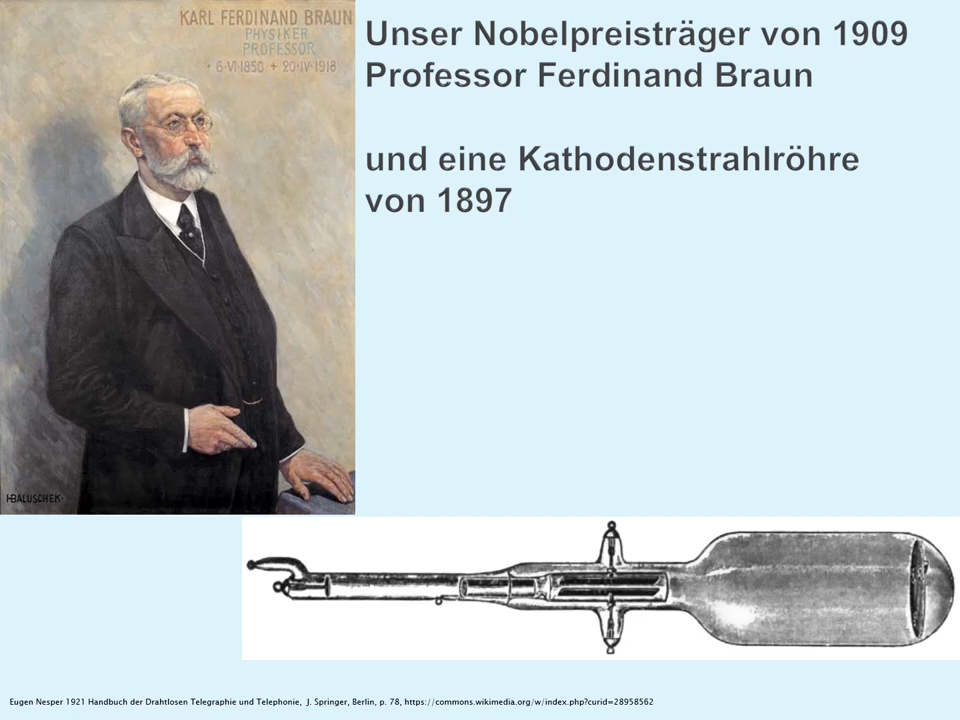 KARL FERDINAND BRAUN
PHYSIKER
PROFESSOR
* 6·VI·1850 + 20·IV·1918
Unser Nobelpreisträger von 1909
Professor Ferdinand Braun
und eine Kathodenstrahlröhre
von 1897
HBALUSCHEK
Eugen Nesper 1921 Handbuch der Drahtlosen Telegraphie und Telephonie, J. Springer, Berlin, p. 78, https://commons.wikimedia.org/w/index.php?curid=28958562